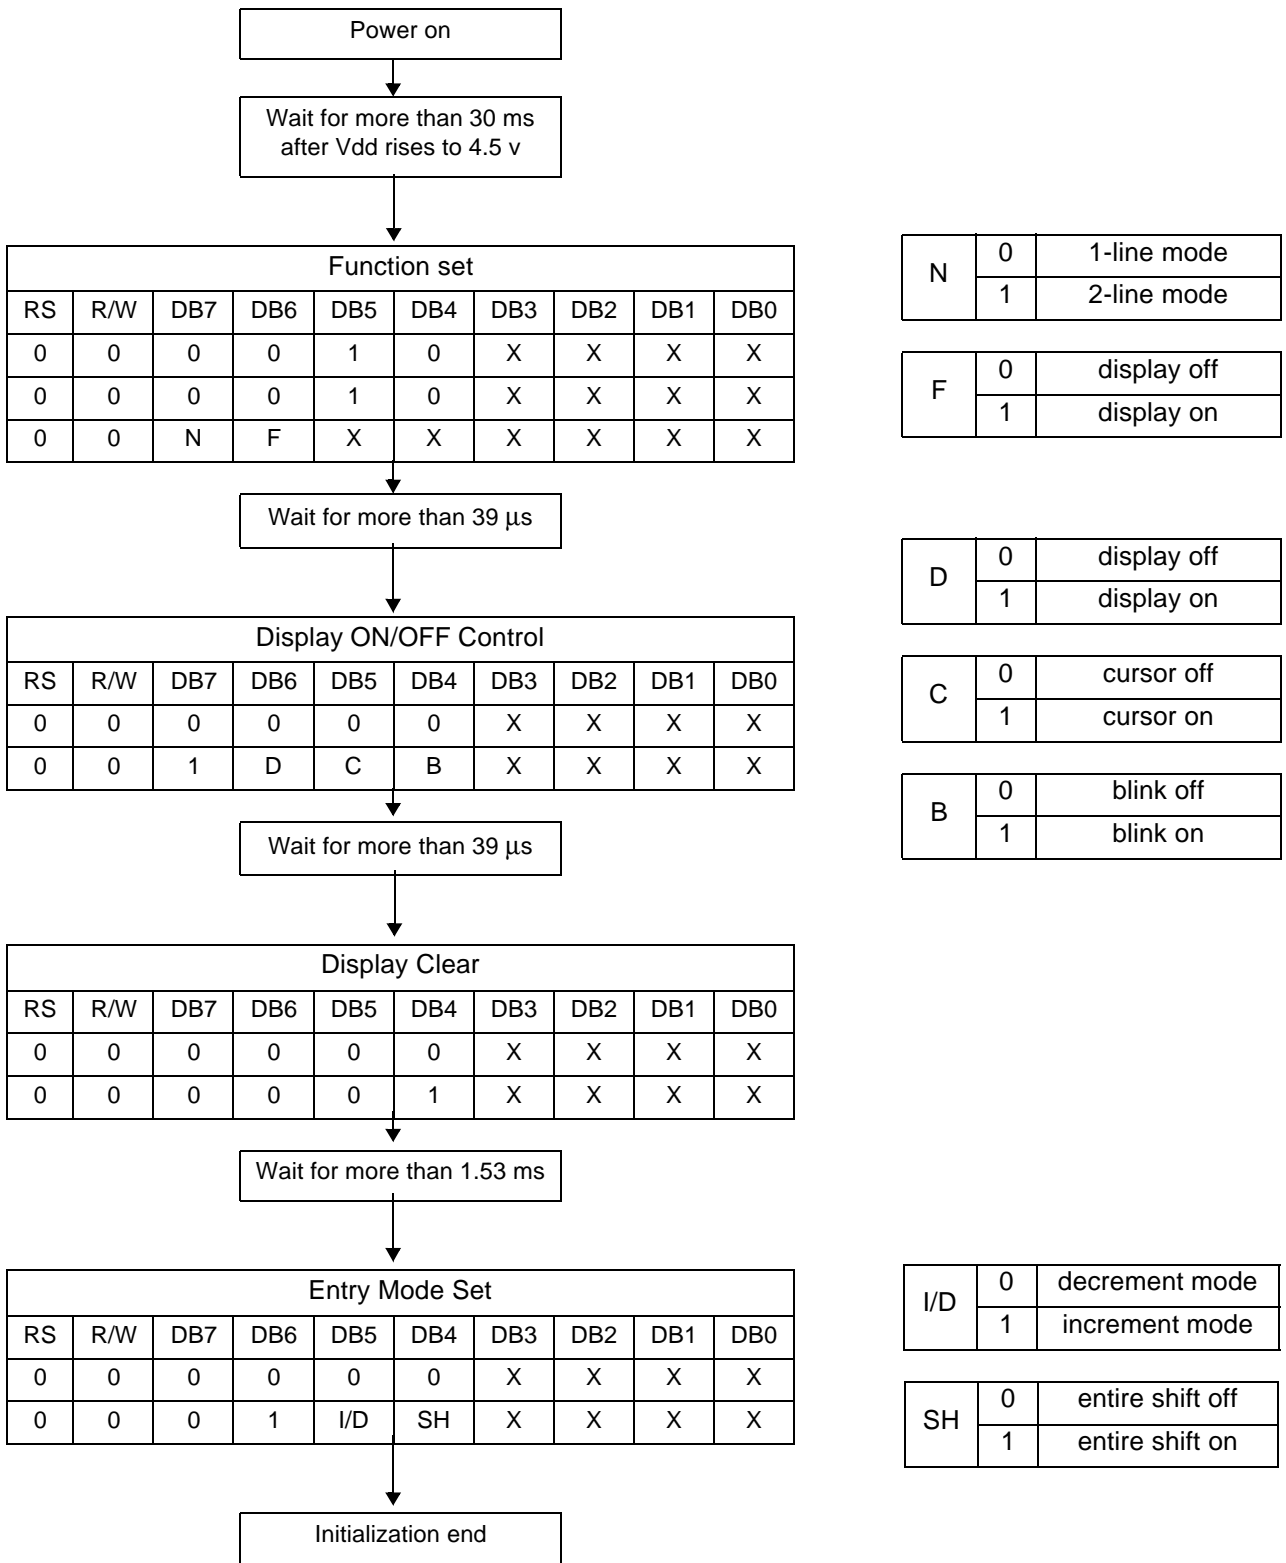 Power on
Wait for more than 30 ms
after Vdd rises to 4.5 v
Function set
RS R/W DB7 DB6 DB5 DB4 DB3 DB2 DB1 DB0
0 0 0 0 1 0 X X X X
0 0 0 0 1 0 X X X X
0 0 N F X X X X X X
N 0 1-line mode
1 2-line mode
F 0 display off
1 display on
Wait for more than 39 μs
Display ON/OFF Control
RS R/W DB7 DB6 DB5 DB4 DB3 DB2 DB1 DB0
0 0 0 0 0 0 X X X X
0 0 1 D C B X X X X
D 0 display off
1 display on
C 0 cursor off
1 cursor on
B 0 blink off
1 blink on
Wait for more than 39 μs
Display Clear
RS R/W DB7 DB6 DB5 DB4 DB3 DB2 DB1 DB0
0 0 0 0 0 0 X X X X
0 0 0 0 0 1 X X X X
Wait for more than 1.53 ms
Entry Mode Set
RS R/W DB7 DB6 DB5 DB4 DB3 DB2 DB1 DB0
0 0 0 0 0 0 X X X X
0 0 0 1 I/D SH X X X X
I/D 0 decrement mode
1 increment mode
SH 0 entire shift off
1 entire shift on
Initialization end